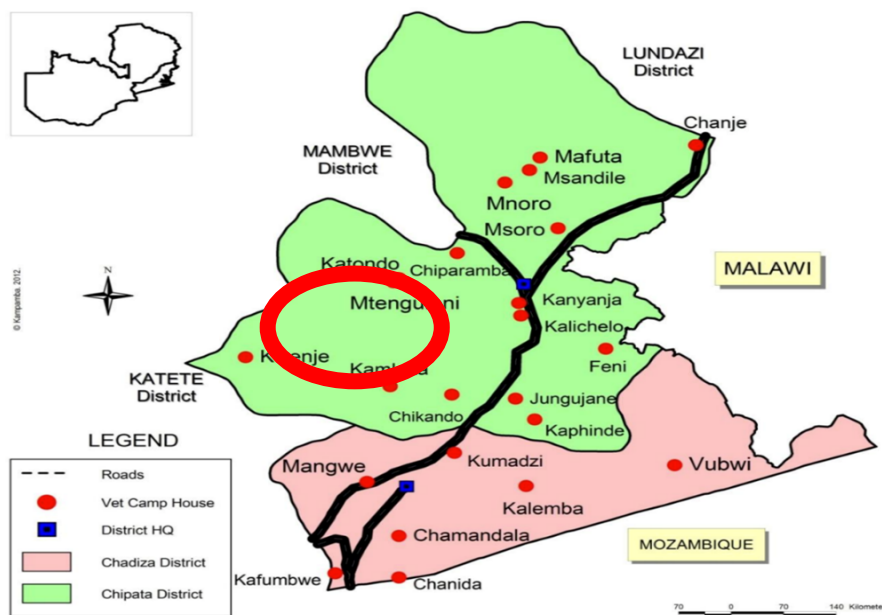 LUNDAZI
District
Chanje
MAMBWE
District
Mafuta
Msandile
Mnoro
Msoro
Katondo
Chiparamba
MALAWI
N
Kanyanja
© Kampamba. 2012.
Kalichelo
Feni
KATETE
District
Jungujane
Chikando
Kaphinde
LEGEND
Roads
Vet Camp House
District HQ
Chadiza District
Chipata District
Mangwe
Kumadzi
Vubwi
Kalemba
Chamandala
MOZAMBIQUE
Kafumbwe
Chanida
70 0 70 140 Kilomete